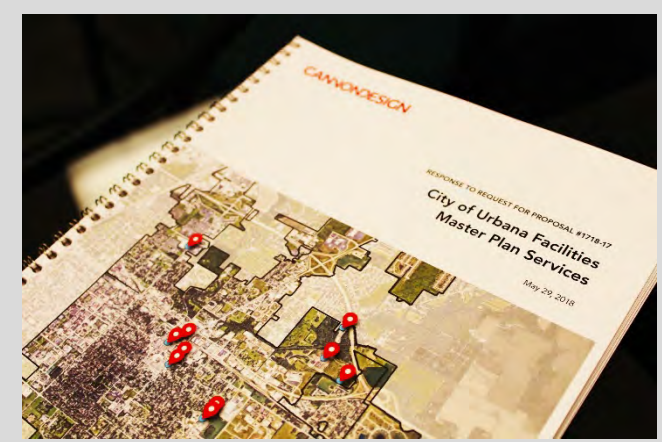 CANNONDESIGN
RESPONSE TO REQUEST FOR PROPOSAL #1718-17
City of Urbana Facilities
Master Plan Services
May 29, 2018